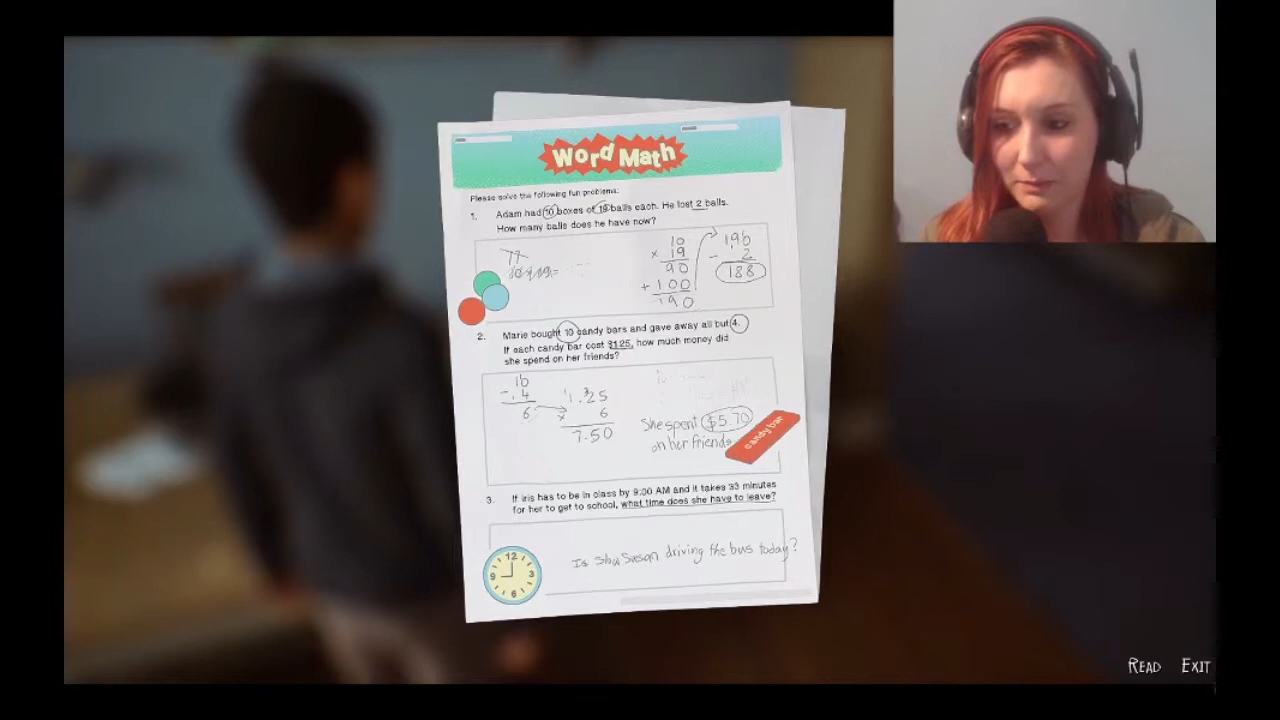 Word Math
Please solve the following fun problems:
1. Adam had 10 boxes of 19 balls each. He lost 2 balls.
How many balls does he have now?
10
x 19
90
+ 100
190
190
- 2
188
2. Marie bought 10 candy bars and gave away all but 4.
If each candy bar cost $1.25, how much money did
she spend on her friends?
10
- 4
6
1.25
x 6
7.50
She spent $5.70
on her friends
candy bar
3. If Iris has to be in class by 9:00 AM and it takes 33 minutes
for her to get to school, what time does she have to leave?
12
9 3
6
Is Susan driving the bus today?
READ EXIT